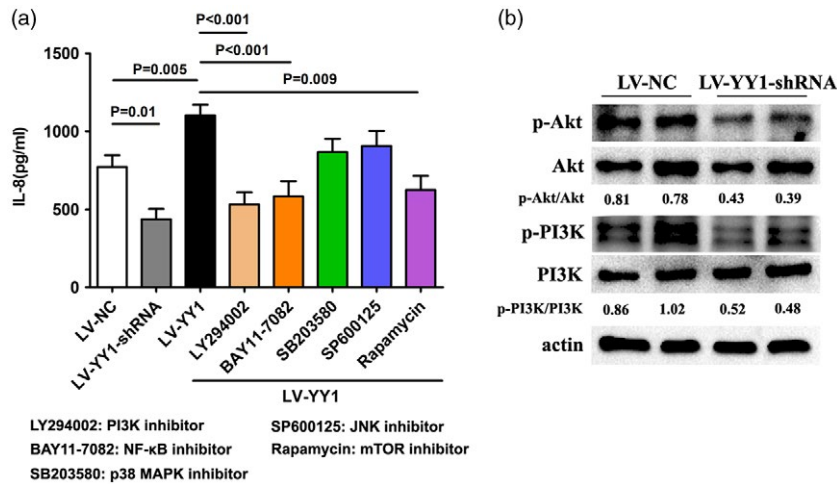 (a)
P<0.001
P<0.001
P=0.005
P=0.009
P=0.01
IL-8(pg/ml)
1500
1000
500
0
LV-NC
LV-YY1-shRNA
LV-YY1
LY294002
BAY11-7082
SB203580
SP600125
Rapamycin
LV-YY1
LY294002: PI3K inhibitor
SP600125: JNK inhibitor
BAY11-7082: NF-κB inhibitor
Rapamycin: mTOR inhibitor
SB203580: p38 MAPK inhibitor
(b)
LV-NC LV-YY1-shRNA
p-Akt
Akt
p-Akt/Akt 0.81 0.78 0.43 0.39
p-PI3K
PI3K
p-PI3K/PI3K 0.86 1.02 0.52 0.48
actin